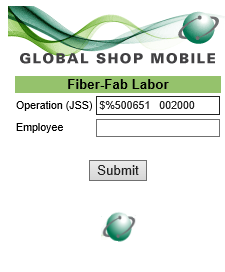 GLOBAL SHOP MOBILE
Fiber-Fab Labor
Operation (JSS) $%500651 002000
Employee
Submit